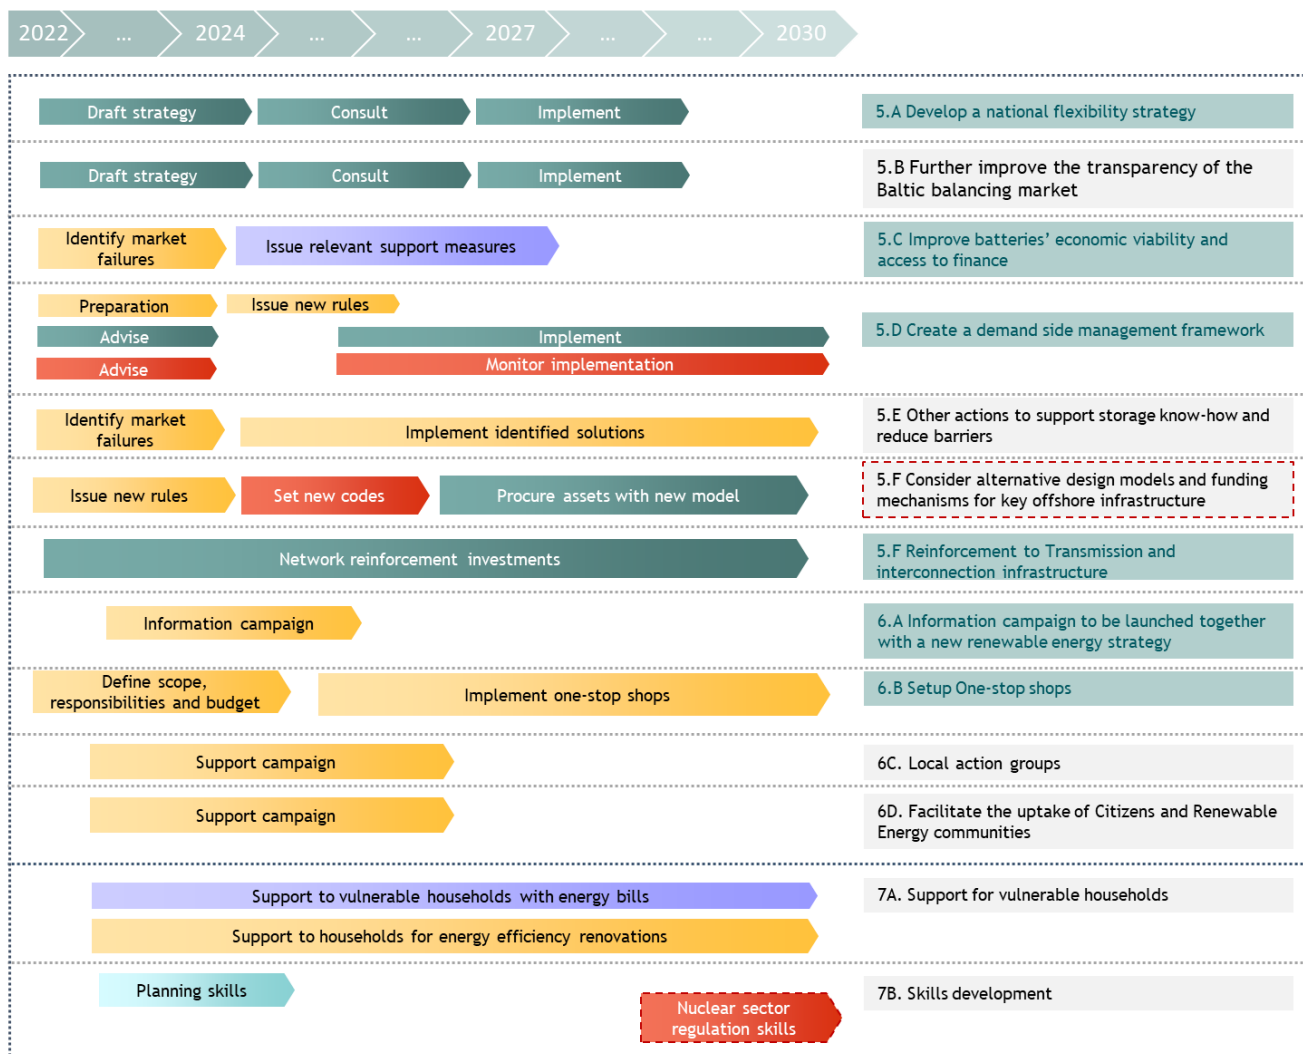 2022 ... 2024 ... ... 2027 ... ... 2030
Draft strategy
Consult
Implement
5.A Develop a national flexibility strategy
Draft strategy
Consult
Implement
5.B Further improve the transparency of the
Baltic balancing market
Identify market
failures
Issue relevant support measures
5.C Improve batteries’ economic viability and
access to finance
Preparation
Issue new rules
Advise
Implement
Advise
Monitor implementation
5.D Create a demand side management framework
Identify market
failures
Implement identified solutions
5.E Other actions to support storage know-how and
reduce barriers
Issue new rules
Set new codes
Procure assets with new model
5.F Consider alternative design models and funding
mechanisms for key offshore infrastructure
Network reinforcement investments
5.F Reinforcement to Transmission and
interconnection infrastructure
Information campaign
6.A Information campaign to be launched together
with a new renewable energy strategy
Define scope,
responsibilities and budget
Implement one-stop shops
6.B Setup One-stop shops
Support campaign
6C. Local action groups
Support campaign
6D. Facilitate the uptake of Citizens and Renewable
Energy communities
Support to vulnerable households with energy bills
7A. Support for vulnerable households
Support to households for energy efficiency renovations
Planning skills
7B. Skills development
Nuclear sector
regulation skills